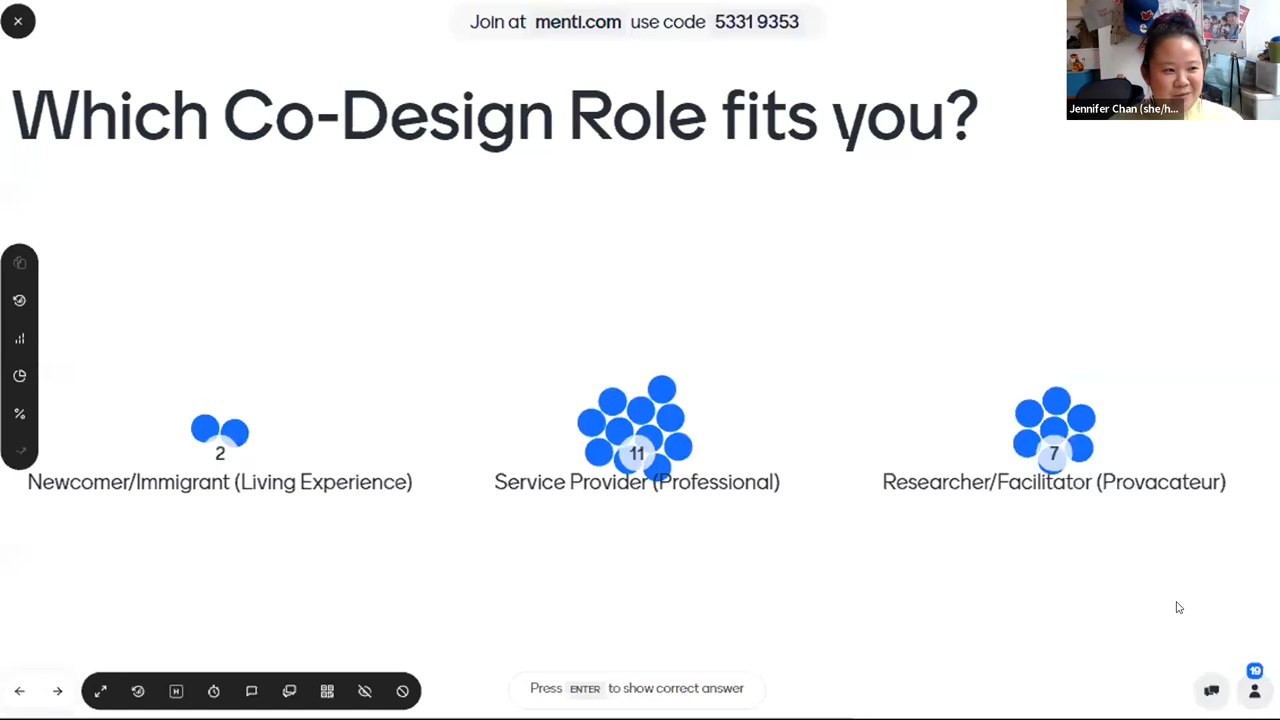 Join at menti.com use code 5331 9353
Which Co-Design Role fits you?
Jennifer Chan (she/h...
2
11
7
Newcomer/Immigrant (Living Experience)
Service Provider (Professional)
Researcher/Facilitator (Provacateur)
Press ENTER to show correct answer
19